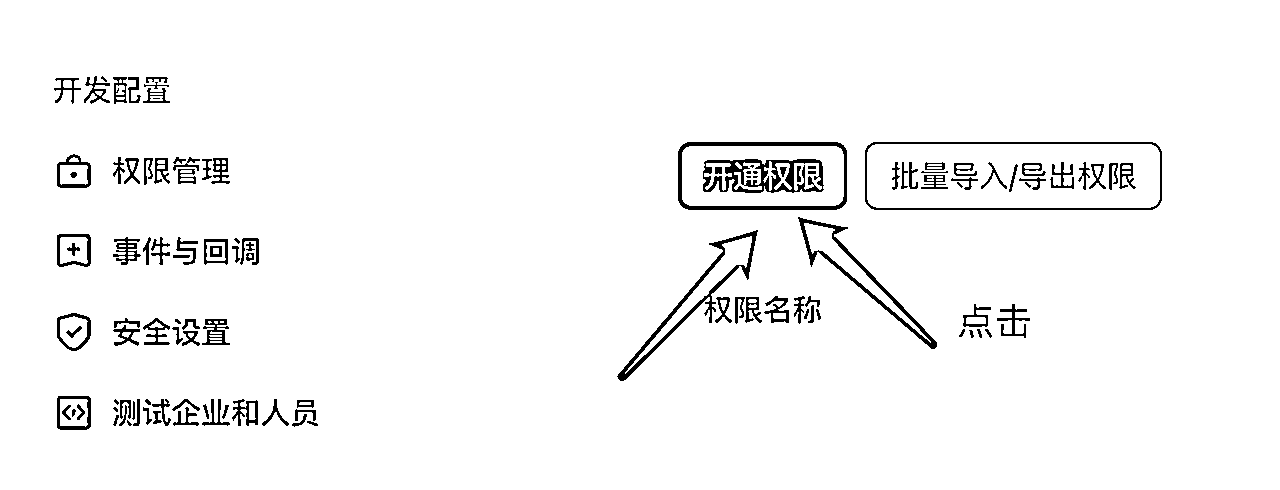 开发配置
权限管理
事件与回调
安全设置
测试企业和人员
开通权限
批量导入/导出权限
权限名称
点击